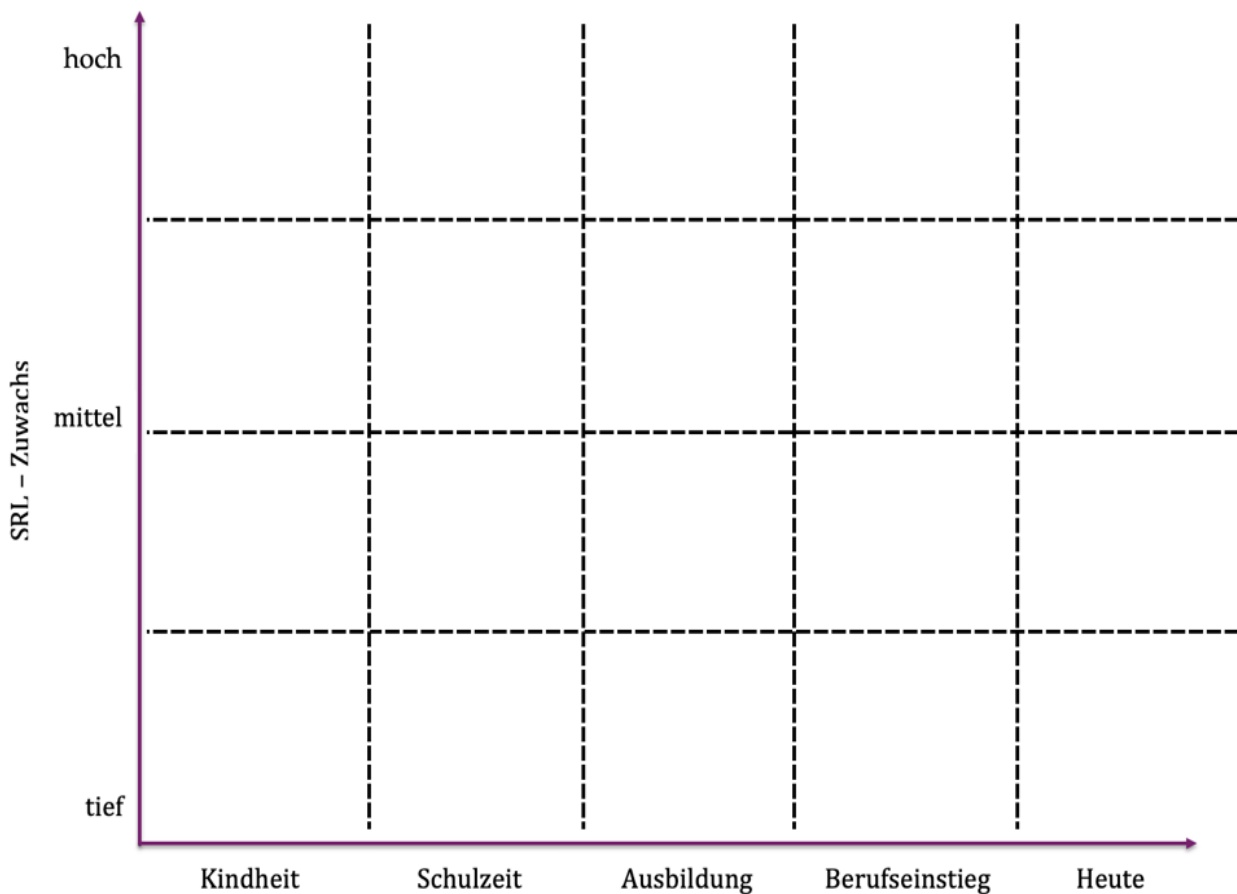 hoch
mittel
tief
SRL – Zuwachs
Kindheit
Schulzeit
Ausbildung
Berufseinstieg
Heute